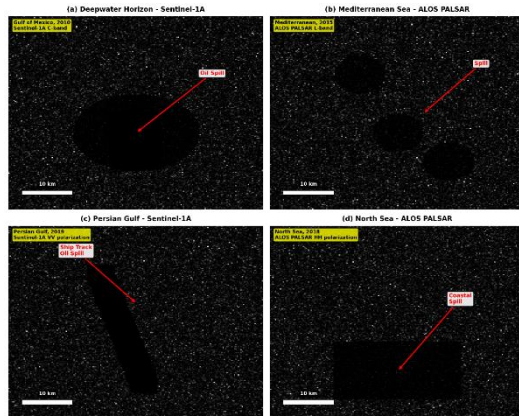 (a) Deepwater Horizon - Sentinel-1A
Gulf of Mexico, 2010
Sentinel-1A C-band
Oil Spill
10 km
(b) Mediterranean Sea - ALOS PALSAR
Mediterranean, 2015
ALOS PALSAR L-band
Spill
10 km
(c) Persian Gulf - Sentinel-1A
Persian Gulf, 2019
Sentinel-1A VV polarization
Ship Track
Oil Spill
10 km
(d) North Sea - ALOS PALSAR
North Sea, 2018
ALOS PALSAR HH polarization
Coastal
Spill
10 km